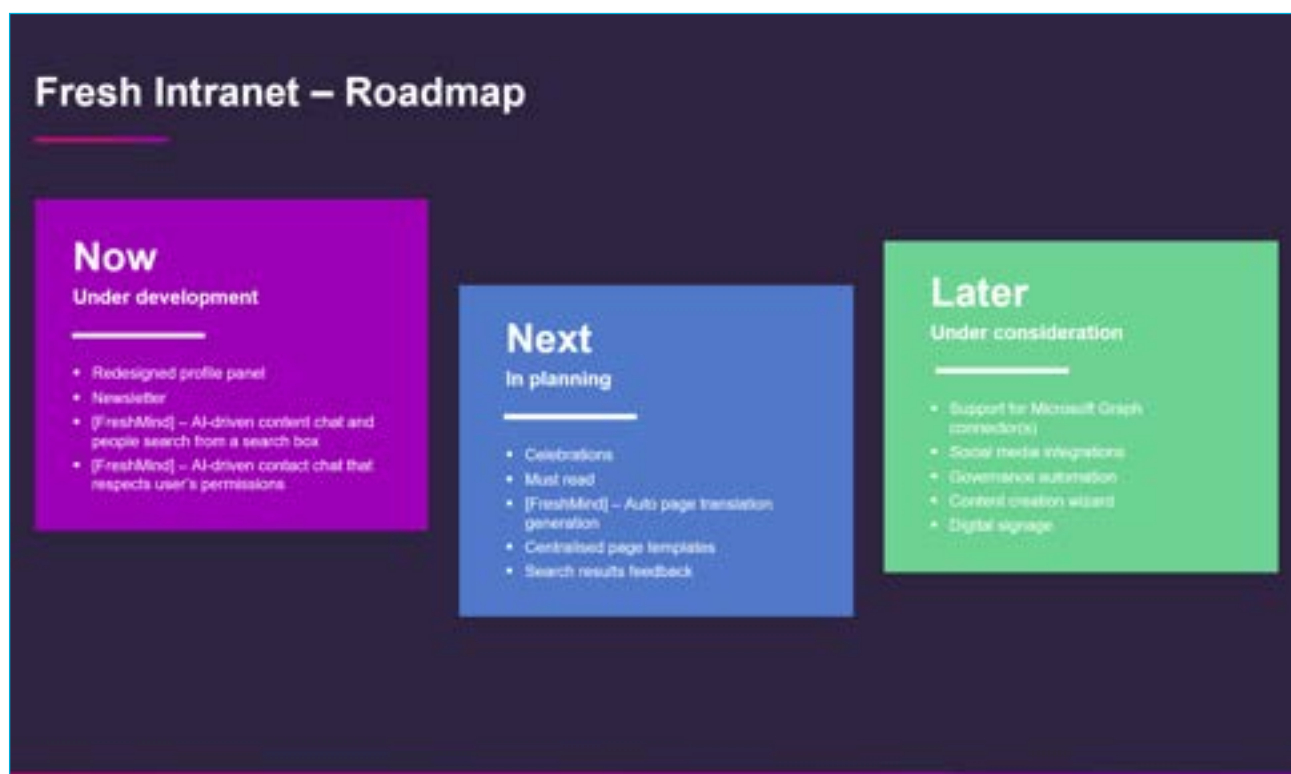 Fresh Intranet – Roadmap
Now
Under development
• Redesigned profile panel
• Newsletter
• [FreshMind] – AI-driven content chat and
people search from a search box
• [FreshMind] – AI-driven contact chat that
respects user's permissions
Next
In planning
• Celebrations
• Must read
• [FreshMind] – Auto page translation
generation
• Centralised page templates
• Search results feedback
Later
Under consideration
• Support for Microsoft Graph
connector(s)
• Social media integrations
• Governance automation
• Content creation wizard
• Digital signage